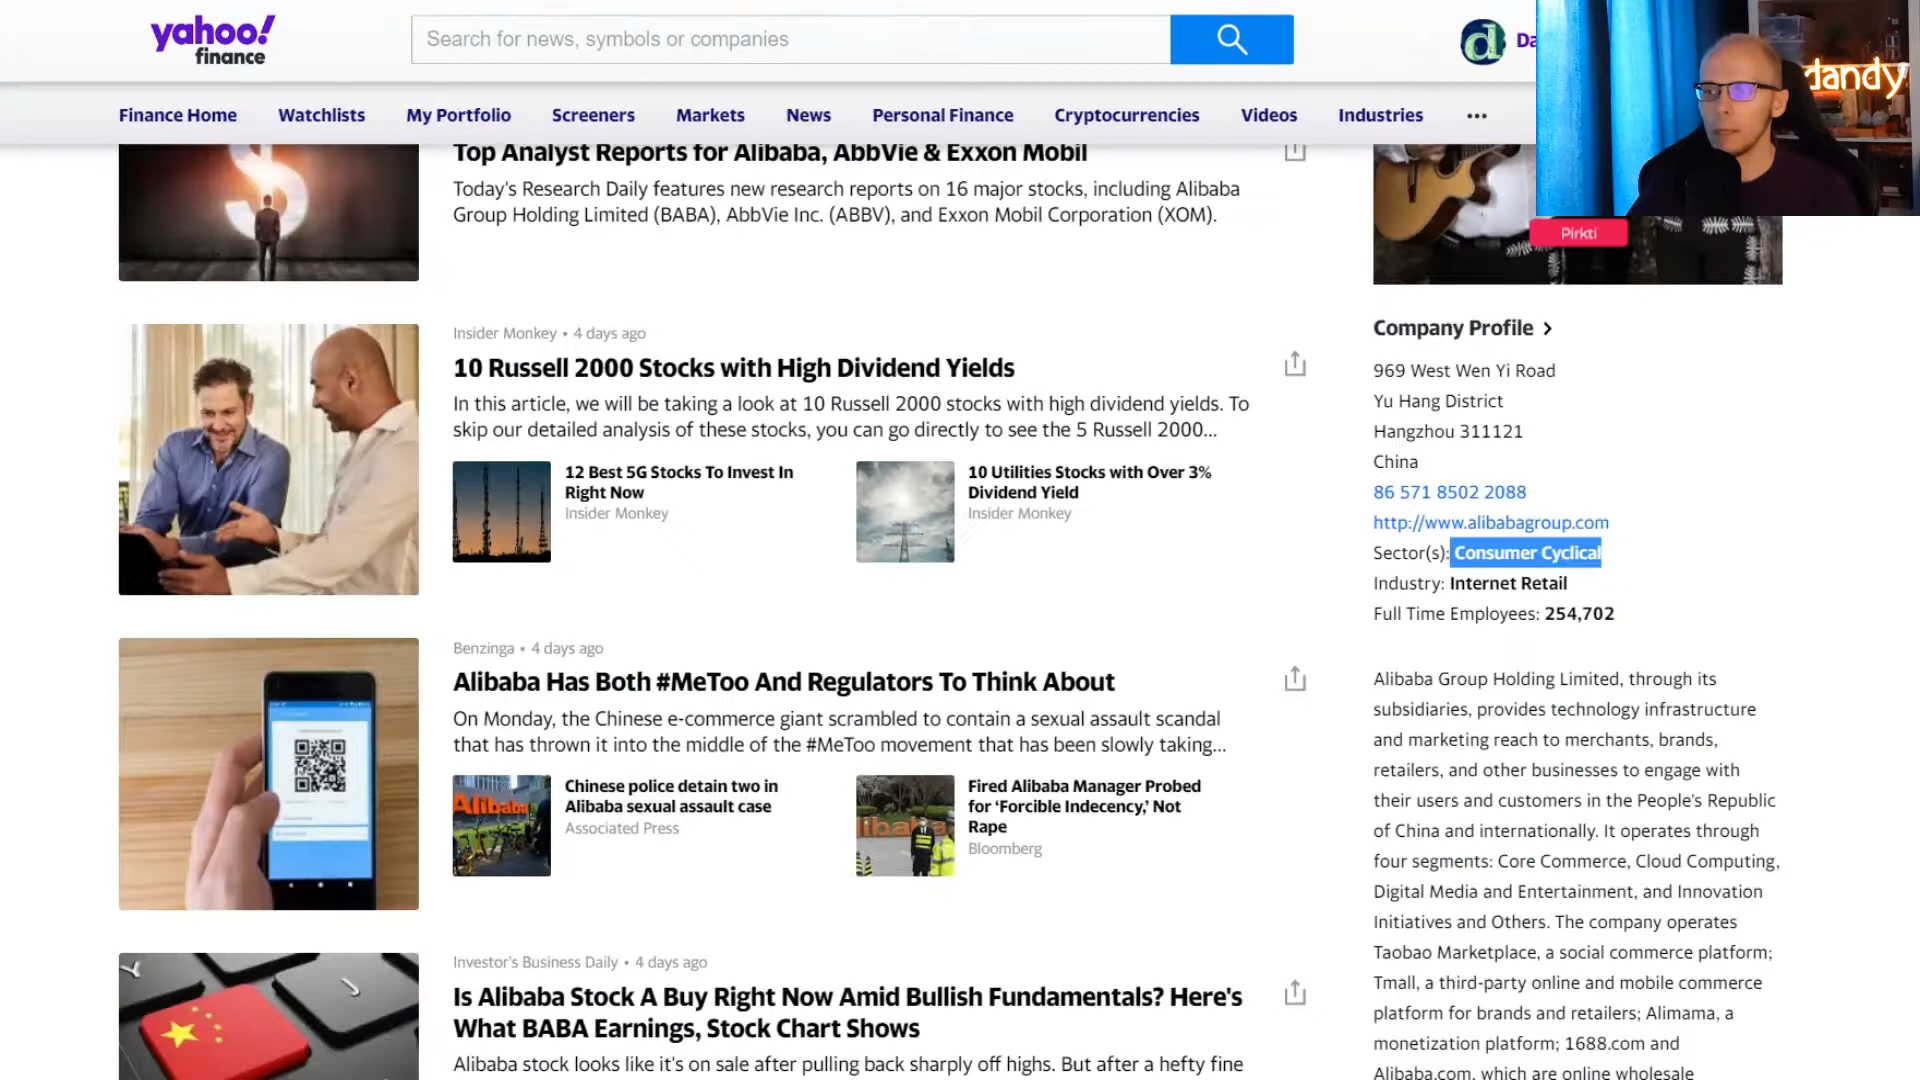 yahoo!
finance
Search for news, symbols or companies
Da
dandy
Finance Home
Watchlists
My Portfolio
Screeners
Markets
News
Personal Finance
Cryptocurrencies
Videos
Industries
Top Analyst Reports for Alibaba, AbbVie & Exxon Mobil
Today's Research Daily features new research reports on 16 major stocks, including Alibaba
Group Holding Limited (BABA), AbbVie Inc. (ABBV), and Exxon Mobil Corporation (XOM).
Insider Monkey • 4 days ago
10 Russell 2000 Stocks with High Dividend Yields
In this article, we will be taking a look at 10 Russell 2000 stocks with high dividend yields. To
skip our detailed analysis of these stocks, you can go directly to see the 5 Russell 2000...
12 Best 5G Stocks To Invest In
Right Now
Insider Monkey
10 Utilities Stocks with Over 3%
Dividend Yield
Insider Monkey
Benzinga • 4 days ago
Alibaba Has Both #MeToo And Regulators To Think About
On Monday, the Chinese e-commerce giant scrambled to contain a sexual assault scandal
that has thrown it into the middle of the #MeToo movement that has been slowly taking...
Alibaba
Chinese police detain two in
Alibaba sexual assault case
Associated Press
Fired Alibaba Manager Probed
for ‘Forcible Indecency,’ Not
Rape
Bloomberg
Investor's Business Daily • 4 days ago
Is Alibaba Stock A Buy Right Now Amid Bullish Fundamentals? Here's
What BABA Earnings, Stock Chart Shows
Alibaba stock looks like it's on sale after pulling back sharply off highs. But after a hefty fine
Pirkti
Company Profile
969 West Wen Yi Road
Yu Hang District
Hangzhou 311121
China
86 571 8502 2088
http://www.alibabagroup.com
Sector(s): Consumer Cyclical
Industry: Internet Retail
Full Time Employees: 254,702
Alibaba Group Holding Limited, through its
subsidiaries, provides technology infrastructure
and marketing reach to merchants, brands,
retailers, and other businesses to engage with
their users and customers in the People's Republic
of China and internationally. It operates through
four segments: Core Commerce, Cloud Computing,
Digital Media and Entertainment, and Innovation
Initiatives and Others. The company operates
Taobao Marketplace, a social commerce platform;
Tmall, a third-party online and mobile commerce
platform for brands and retailers; Alimama, a
monetization platform; 1688.com and
Alibaba.com, which are online wholesale